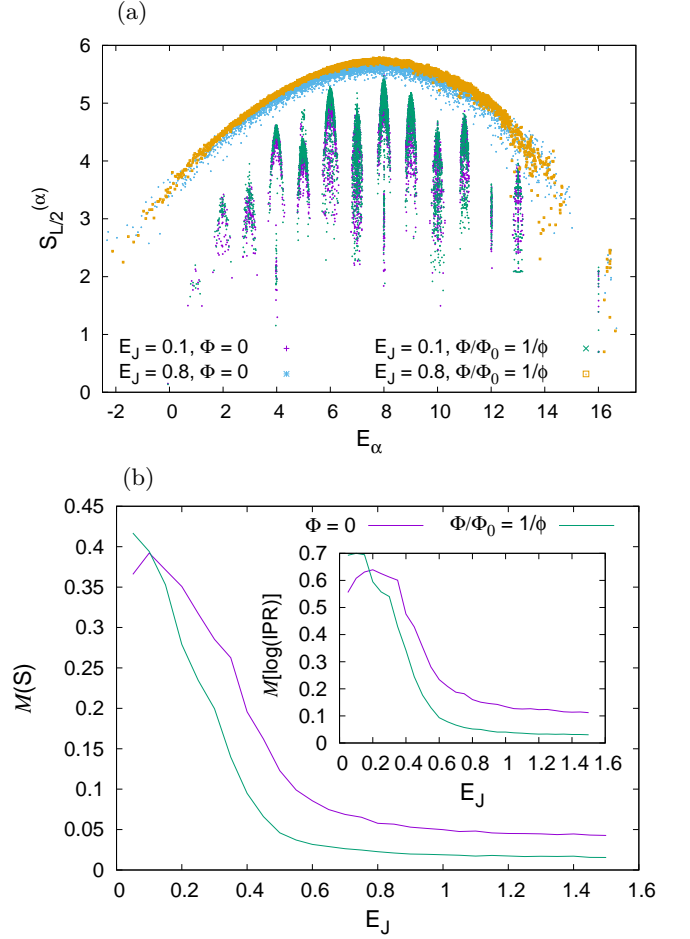 (a)
S_{L/2}^{(α)}
6
5
4
3
2
1
0
E_J = 0.1, Φ = 0
E_J = 0.1, Φ/Φ_0 = 1/ϕ
E_J = 0.8, Φ = 0
E_J = 0.8, Φ/Φ_0 = 1/ϕ
-2 0 2 4 6 8 10 12 14 16
E_α
(b)
M(S)
0.45
0.4
0.35
0.3
0.25
0.2
0.15
0.1
0.05
0
Φ = 0
Φ/Φ_0 = 1/ϕ
M[log(IPR)]
0.7
0.6
0.5
0.4
0.3
0.2
0.1
0
0 0.2 0.4 0.6 0.8 1 1.2 1.4 1.6
E_J
0 0.2 0.4 0.6 0.8 1 1.2 1.4 1.6
E_J